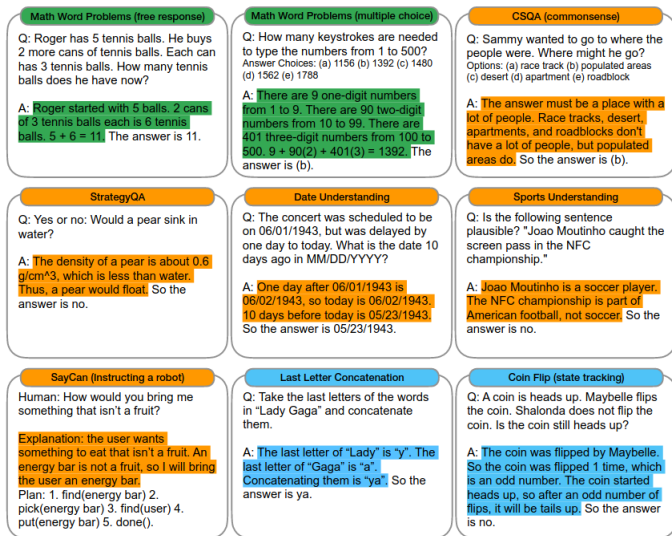 Math Word Problems (free response)
Q: Roger has 5 tennis balls. He buys
2 more cans of tennis balls. Each can
has 3 tennis balls. How many tennis
balls does he have now?
A: Roger started with 5 balls. 2 cans
of 3 tennis balls each is 6 tennis
balls. 5 + 6 = 11. The answer is 11.
Math Word Problems (multiple choice)
Q: How many keystrokes are needed
to type the numbers from 1 to 500?
Answer Choices: (a) 1156 (b) 1392 (c) 1480
(d) 1562 (e) 1788
A: There are 9 one-digit numbers
from 1 to 9. There are 90 two-digit
numbers from 10 to 99. There are
401 three-digit numbers from 100 to
500. 9 + 90(2) + 401(3) = 1392. The
answer is (b).
CSQA (commonsense)
Q: Sammy wanted to go to where the
people were. Where might he go?
Options: (a) race track (b) populated areas
(c) desert (d) apartment (e) roadblock
A: The answer must be a place with a
lot of people. Race tracks, desert,
apartments, and roadblocks don't
have a lot of people, but populated
areas do. So the answer is (b).
StrategyQA
Q: Yes or no: Would a pear sink in
water?
A: The density of a pear is about 0.6
g/cm^3, which is less than water.
Thus, a pear would float. So the
answer is no.
Date Understanding
Q: The concert was scheduled to be
on 06/01/1943, but was delayed by
one day to today. What is the date 10
days ago in MM/DD/YYYY?
A: One day after 06/01/1943 is
06/02/1943, so today is 06/02/1943.
10 days before today is 05/23/1943.
So the answer is 05/23/1943.
Sports Understanding
Q: Is the following sentence
plausible? "Joao Moutinho caught the
screen pass in the NFC
championship."
A: Joao Moutinho is a soccer player.
The NFC championship is part of
American football, not soccer. So the
answer is no.
SayCan (Instructing a robot)
Human: How would you bring me
something that isn't a fruit?
Explanation: the user wants
something to eat that isn't a fruit. An
energy bar is not a fruit, so I will bring
the user an energy bar.
Plan: 1. find(energy bar) 2.
pick(energy bar) 3. find(user) 4.
put(energy bar) 5. done().
Last Letter Concatenation
Q: Take the last letters of the words
in “Lady Gaga” and concatenate
them.
A: The last letter of “Lady” is “y”. The
last letter of “Gaga” is “a”.
Concatenating them is “ya”. So the
answer is ya.
Coin Flip (state tracking)
Q: A coin is heads up. Maybelle flips
the coin. Shalonda does not flip the
coin. Is the coin still heads up?
A: The coin was flipped by Maybelle.
So the coin was flipped 1 time, which
is an odd number. The coin started
heads up, so after an odd number of
flips, it will be tails up. So the answer
is no.